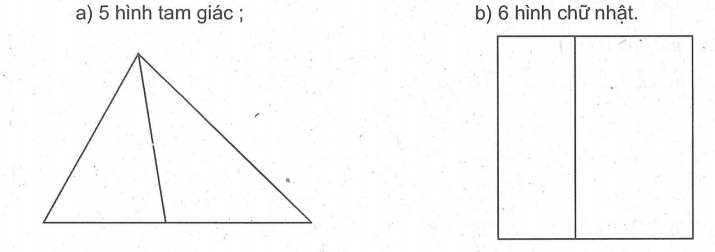 a) 5 hình tam giác ;
b) 6 hình chữ nhật.